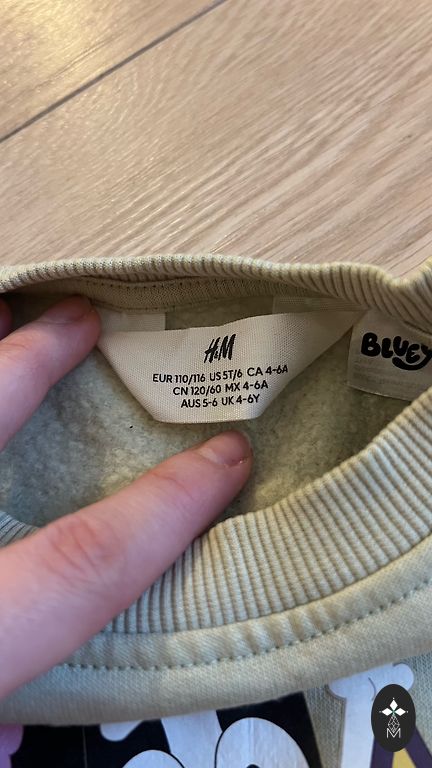 H&M
EUR 110/116 US 5T/6 CA 4-6A
CN 120/60 MX 4-6A
AUS 5-6 UK 4-6Y
BLUEY
M